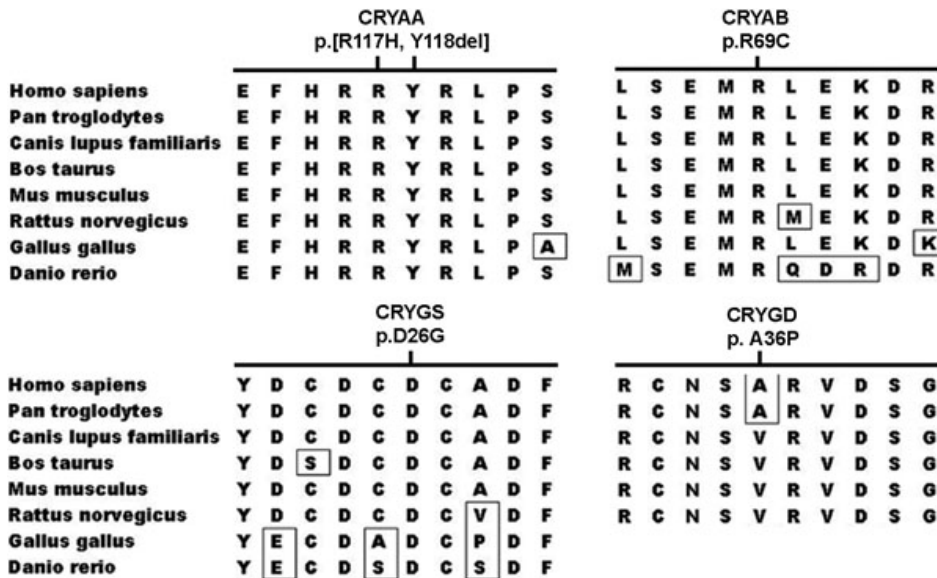 CRYAA
p.[R117H, Y118del]
Homo sapiens E F H R R Y R L P S
Pan troglodytes E F H R R Y R L P S
Canis lupus familiaris E F H R R Y R L P S
Bos taurus E F H R R Y R L P S
Mus musculus E F H R R Y R L P S
Rattus norvegicus E F H R R Y R L P S
Gallus gallus E F H R R Y R L P A
Danio rerio E F H R R Y R L P S
CRYAB
p.R69C
L S E M R L E K D R
L S E M R L E K D R
L S E M R L E K D R
L S E M R L E K D R
L S E M R L E K D R
L S E M R M E K D R
L S E M R L E K D K
M S E M R Q D R D R
CRYGS
p.D26G
Homo sapiens Y D C D C D C A D F
Pan troglodytes Y D C D C D C A D F
Canis lupus familiaris Y D C D C D C A D F
Bos taurus Y D S D C D C A D F
Mus musculus Y D C D C D C A D F
Rattus norvegicus Y D C D C D C V D F
Gallus gallus Y E C D A D C P D F
Danio rerio Y E C D S D C S D F
CRYGD
p. A36P
R C N S A R V D S G
R C N S A R V D S G
R C N S V R V D S G
R C N S V R V D S G
R C N S V R V D S G
R C N S V R V D S G